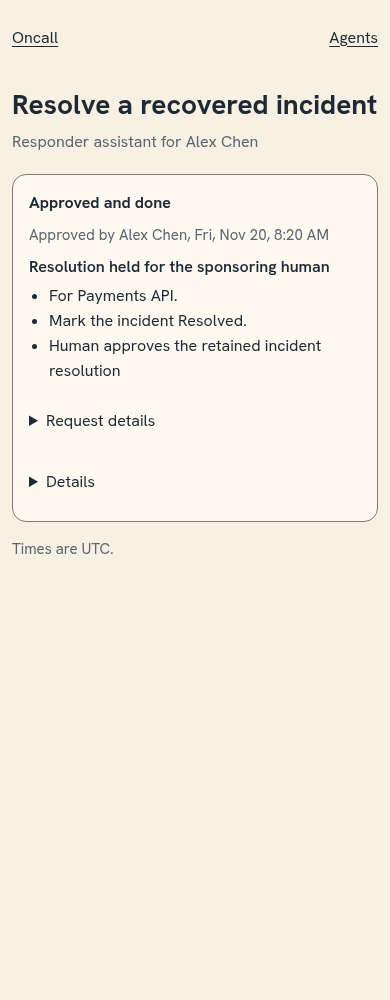 Oncall
Agents
Resolve a recovered incident
Responder assistant for Alex Chen
Approved and done
Approved by Alex Chen, Fri, Nov 20, 8:20 AM
Resolution held for the sponsoring human
For Payments API.
Mark the incident Resolved.
Human approves the retained incident
resolution
Request details
Details
Times are UTC.